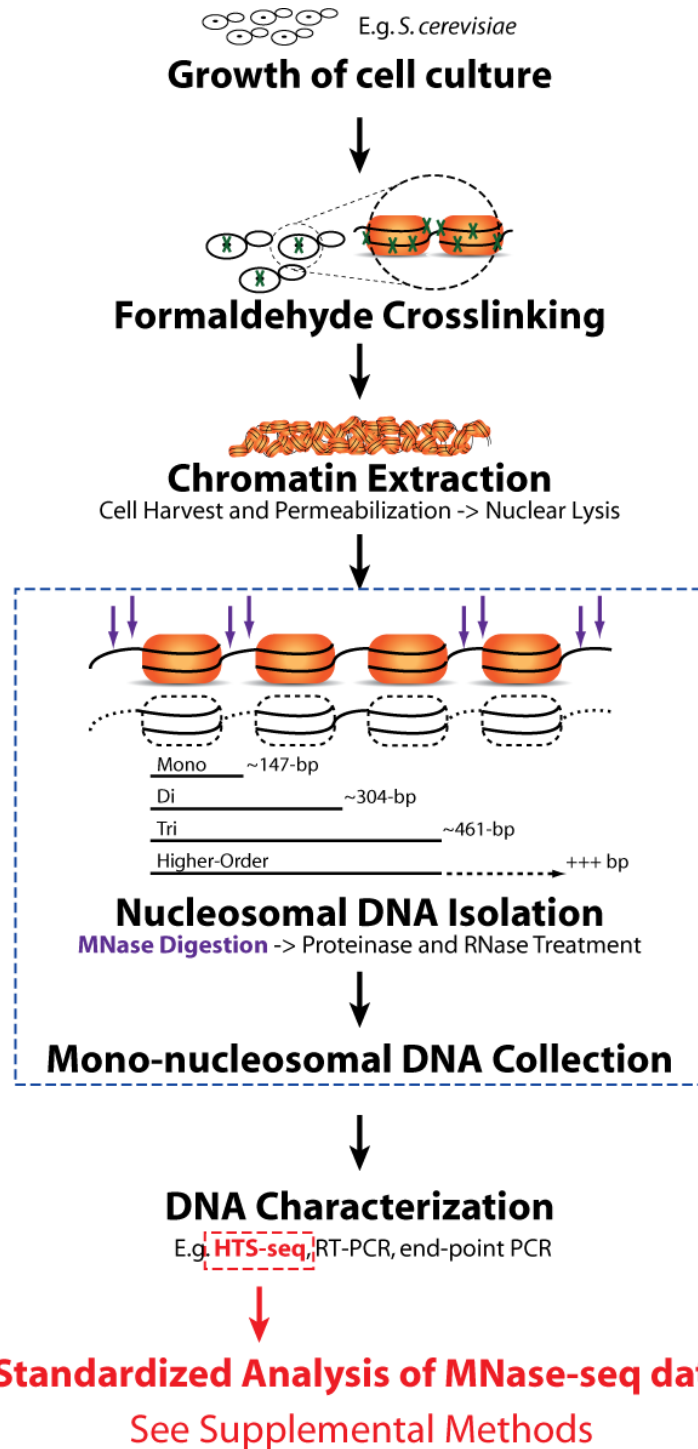 E.g. S. cerevisiae
Growth of cell culture
Formaldehyde Crosslinking
Chromatin Extraction
Cell Harvest and Permeabilization -> Nuclear Lysis
Mono ~147-bp
Di ~304-bp
Tri ~461-bp
Higher-Order +++ bp
Nucleosomal DNA Isolation
MNase Digestion -> Proteinase and RNase Treatment
Mono-nucleosomal DNA Collection
DNA Characterization
E.g. HTS-seq, RT-PCR, end-point PCR
Standardized Analysis of MNase-seq dat
See Supplemental Methods